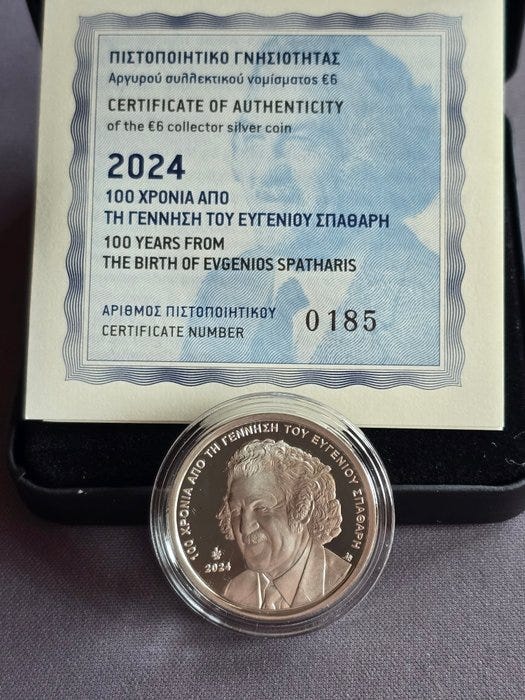 ΠΙΣΤΟΠΟΙΗΤΙΚΟ ΓΝΗΣΙΟΤΗΤΑΣ
Αργυρού συλλεκτικού νομίσματος €6
CERTIFICATE OF AUTHENTICITY
of the €6 collector silver coin
2024
100 ΧΡΟΝΙΑ ΑΠΟ
ΤΗ ΓΕΝΝΗΣΗ ΤΟΥ ΕΥΓΕΝΙΟΥ ΣΠΑΘΑΡΗ
100 YEARS FROM
THE BIRTH OF EVGENIOS SPATHARIS
ΑΡΙΘΜΟΣ ΠΙΣΤΟΠΟΙΗΤΙΚΟΥ
CERTIFICATE NUMBER
0185
100 ΧΡΟΝΙΑ ΑΠΟ ΤΗ ΓΕΝΝΗΣΗ ΤΟΥ ΕΥΓΕΝΙΟΥ ΣΠΑΘΑΡΗ
2024